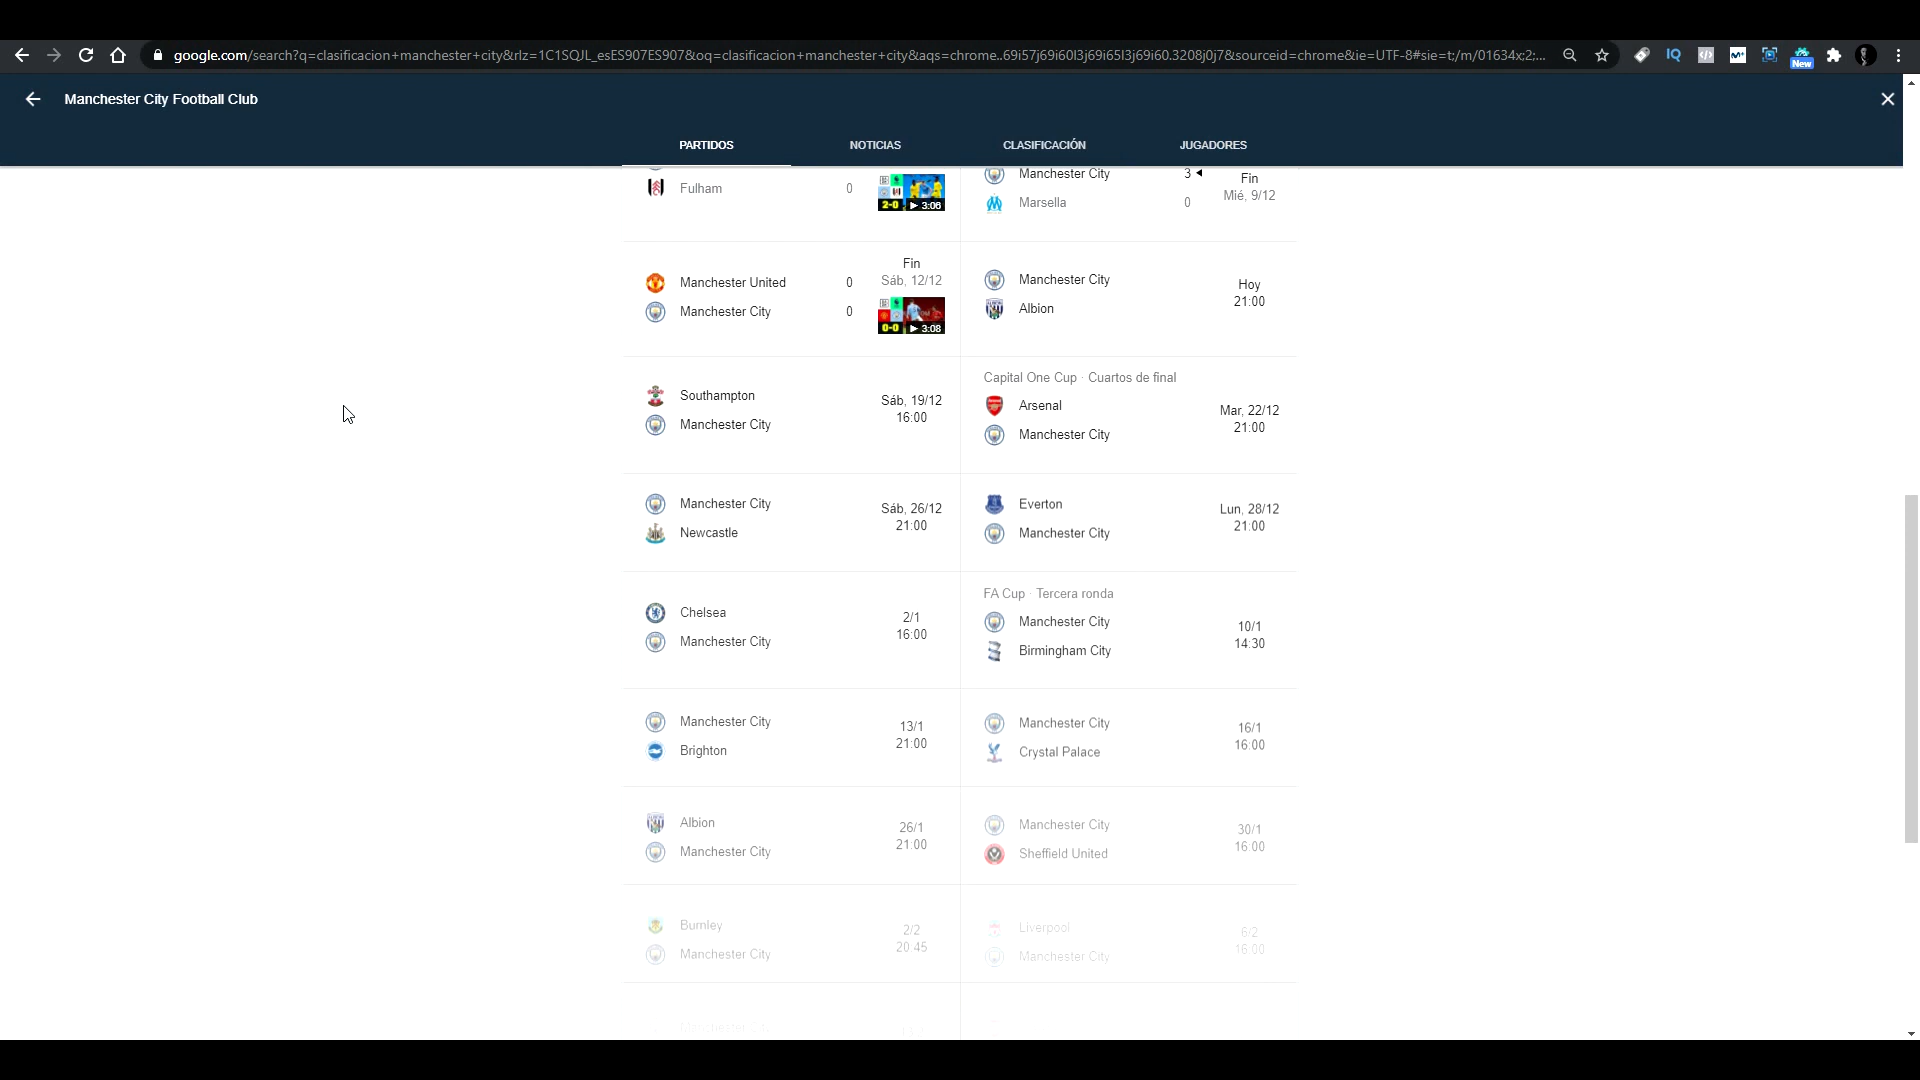 google.com/search?q=clasificacion+manchester+city&rlz=1C1SQJL_esES907ES907&oq=clasificacion+manchester+city&aqs=chrome..69i57j69i60l3j69i65l3j69i60.3208j0j7&sourceid=chrome&ie=UTF-8#sie=t;/m/01634x;2;...
New
Manchester City Football Club
PARTIDOS
NOTICIAS
CLASIFICACIÓN
JUGADORES
Fulham 0
2-0 3:06
Manchester City 3
Marsella 0
Fin
Mié, 9/12
Manchester United 0
Manchester City 0
Fin
Sáb, 12/12
0-0 3:08
Manchester City
Albion
Hoy
21:00
Southampton
Manchester City
Sáb, 19/12
16:00
Capital One Cup · Cuartos de final
Arsenal
Manchester City
Mar, 22/12
21:00
Manchester City
Newcastle
Sáb, 26/12
21:00
Everton
Manchester City
Lun, 28/12
21:00
Chelsea
Manchester City
2/1
16:00
FA Cup · Tercera ronda
Manchester City
Birmingham City
10/1
14:30
Manchester City
Brighton
13/1
21:00
Manchester City
Crystal Palace
16/1
16:00
Albion
Manchester City
26/1
21:00
Manchester City
Sheffield United
30/1
16:00
Burnley
Manchester City
2/2
20:45
Liverpool
Manchester City
6/2
16:00
Manchester City